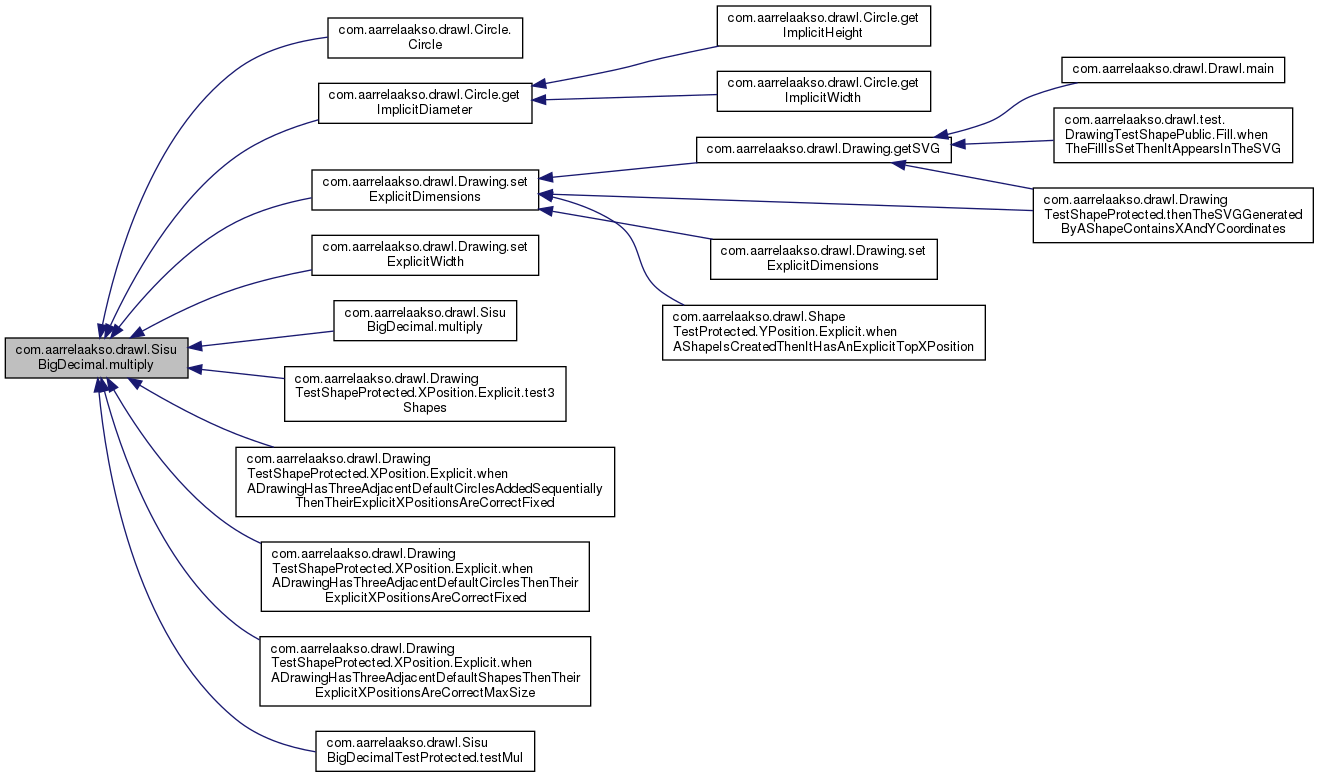 com.aarrelaakso.drawl.Sisu
BigDecimal.multiply
com.aarrelaakso.drawl.Circle.
Circle
com.aarrelaakso.drawl.Circle.get
ImplicitDiameter
com.aarrelaakso.drawl.Circle.get
ImplicitHeight
com.aarrelaakso.drawl.Circle.get
ImplicitWidth
com.aarrelaakso.drawl.Drawing.set
ExplicitDimensions
com.aarrelaakso.drawl.Drawing.getSVG
com.aarrelaakso.drawl.Drawl.main
com.aarrelaakso.drawl.test.
DrawingTestShapePublic.Fill.when
TheFillIsSetThenItAppearsInTheSVG
com.aarrelaakso.drawl.Drawing
TestShapeProtected.thenTheSVGGenerated
ByAShapeContainsXAndYCoordinates
com.aarrelaakso.drawl.Drawing.set
ExplicitDimensions
com.aarrelaakso.drawl.Shape
TestProtected.YPosition.Explicit.when
AShapeIsCreatedThenItHasAnExplicitTopXPosition
com.aarrelaakso.drawl.Drawing.set
ExplicitWidth
com.aarrelaakso.drawl.Sisu
BigDecimal.multiply
com.aarrelaakso.drawl.Drawing
TestShapeProtected.XPosition.Explicit.test3
Shapes
com.aarrelaakso.drawl.Drawing
TestShapeProtected.XPosition.Explicit.when
ADrawingHasThreeAdjacentDefaultCirclesAddedSequentially
ThenTheirExplicitXPositionsAreCorrectFixed
com.aarrelaakso.drawl.Drawing
TestShapeProtected.XPosition.Explicit.when
ADrawingHasThreeAdjacentDefaultCirclesThenTheir
ExplicitXPositionsAreCorrectFixed
com.aarrelaakso.drawl.Drawing
TestShapeProtected.XPosition.Explicit.when
ADrawingHasThreeAdjacentDefaultShapesThenTheir
ExplicitXPositionsAreCorrectMaxSize
com.aarrelaakso.drawl.Sisu
BigDecimalTestProtected.testMul